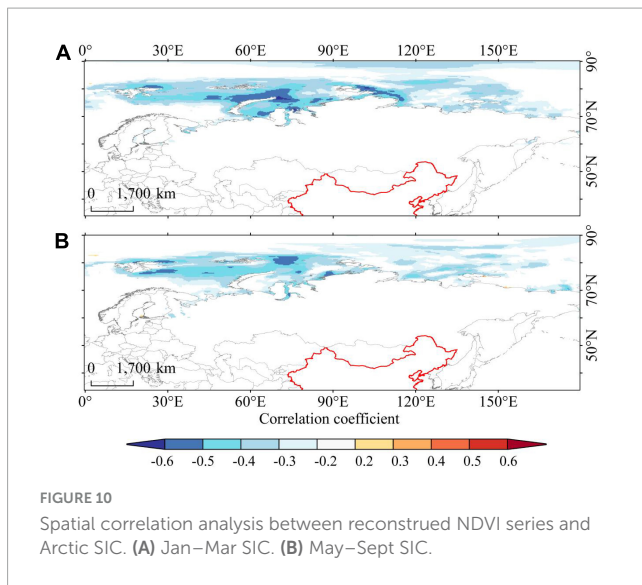 A
0° 30°E 60°E 90°E 120°E 150°E
90°
70°N
50°N
0 1,700 km
B
90°
70°N
50°N
0 1,700 km
0° 30°E 60°E 90°E 120°E 150°E
Correlation coefficient
-0.6 -0.5 -0.4 -0.3 -0.2 0.2 0.3 0.4 0.5 0.6
FIGURE 10
Spatial correlation analysis between reconstrued NDVI series and
Arctic SIC. (A) Jan–Mar SIC. (B) May–Sept SIC.